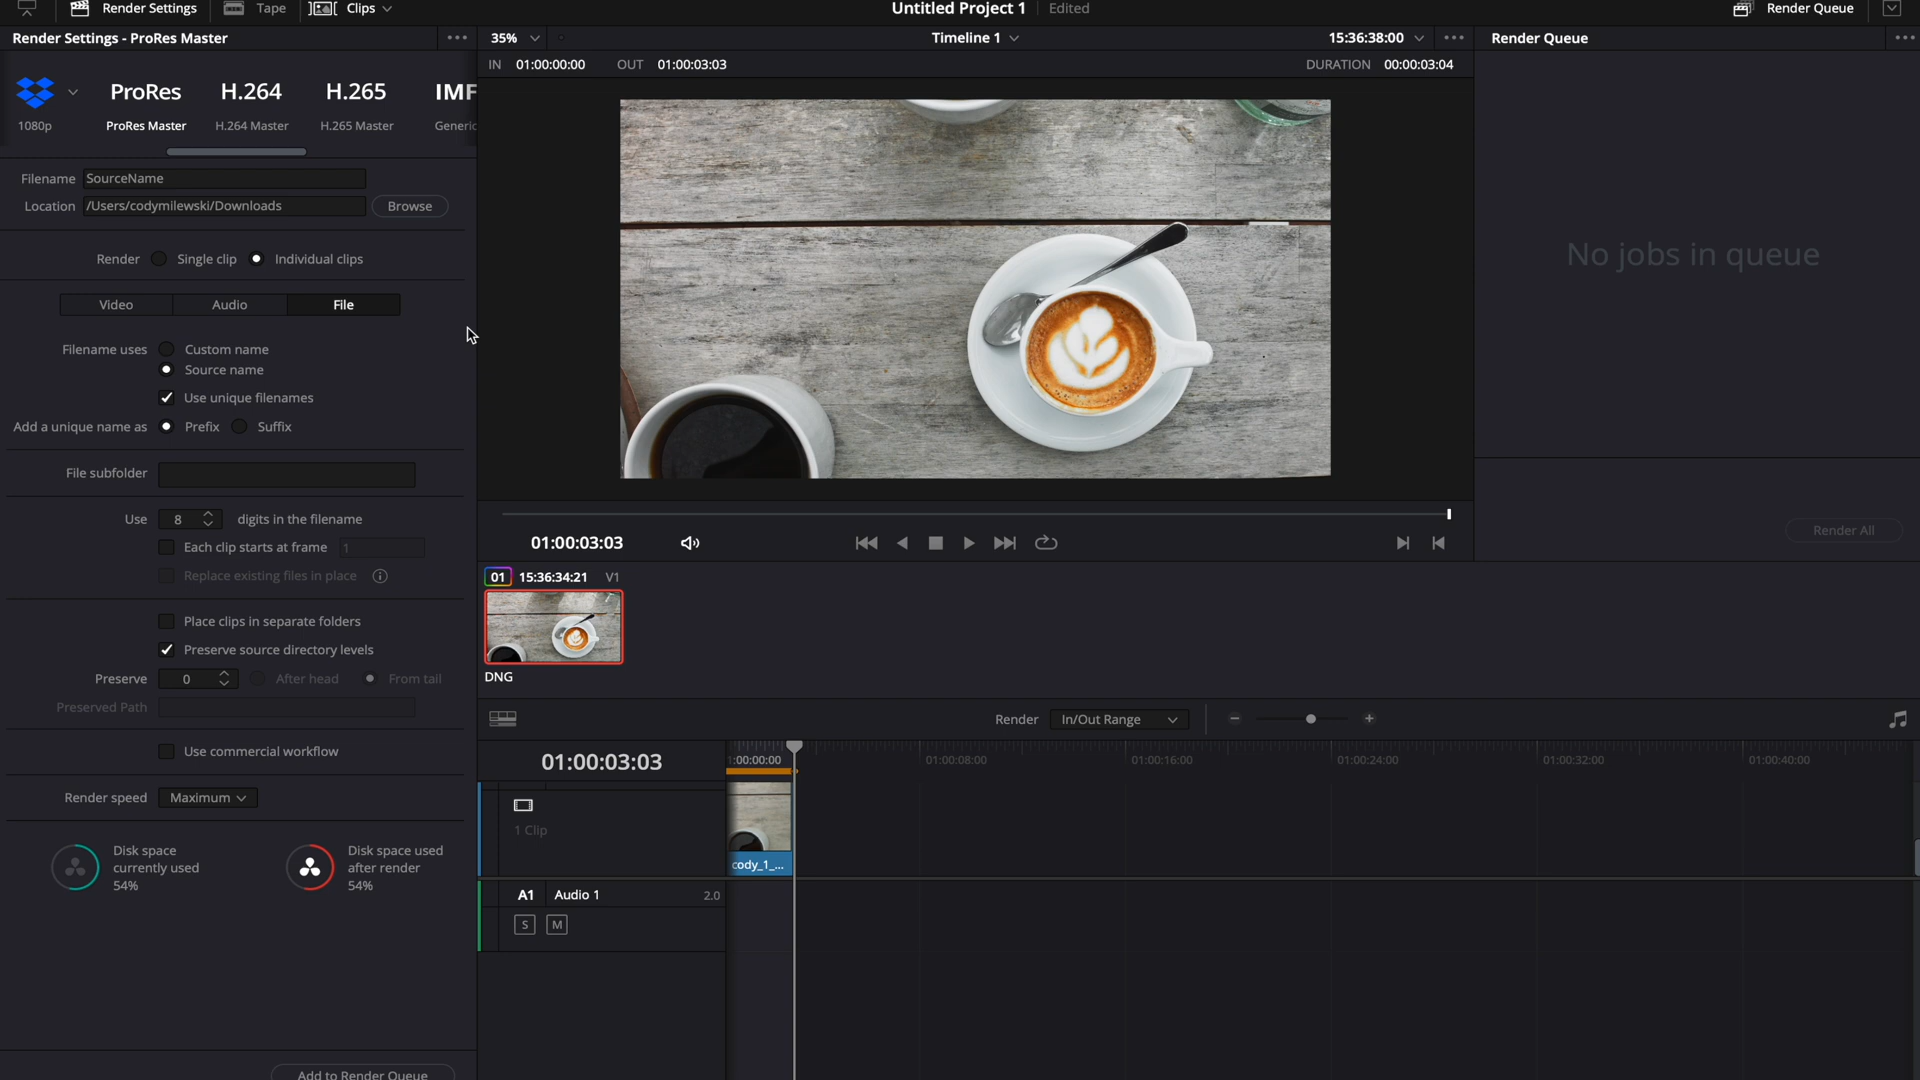 Render Settings
Tape
Clips
Untitled Project 1
Edited
Render Queue
Render Settings - ProRes Master
35%
Timeline 1
15:36:38:00
Render Queue
IN 01:00:00:00
OUT 01:00:03:03
DURATION 00:00:03:04
ProRes
H.264
H.265
IMF
1080p
ProRes Master
H.264 Master
H.265 Master
Generic
Filename SourceName
Location /Users/codymilewski/Downloads
Browse
Render Single clip Individual clips
No jobs in queue
Video
Audio
File
Filename uses Custom name
Source name
Use unique filenames
Add a unique name as Prefix Suffix
File subfolder
Use 8 digits in the filename
Each clip starts at frame 1
Replace existing files in place
Render All
01:00:03:03
01 15:36:34:21 V1
DNG
Place clips in separate folders
Preserve source directory levels
Preserve 0 After head From tail
Preserved Path
Use commercial workflow
Render speed Maximum
Disk space
currently used
54%
Disk space used
after render
54%
Add to Render Queue
Render In/Out Range
01:00:03:03
1:00:00:00
01:00:08:00
01:00:16:00
01:00:24:00
01:00:32:00
01:00:40:00
1 Clip
cody_1_...
A1 Audio 1 2.0
S M